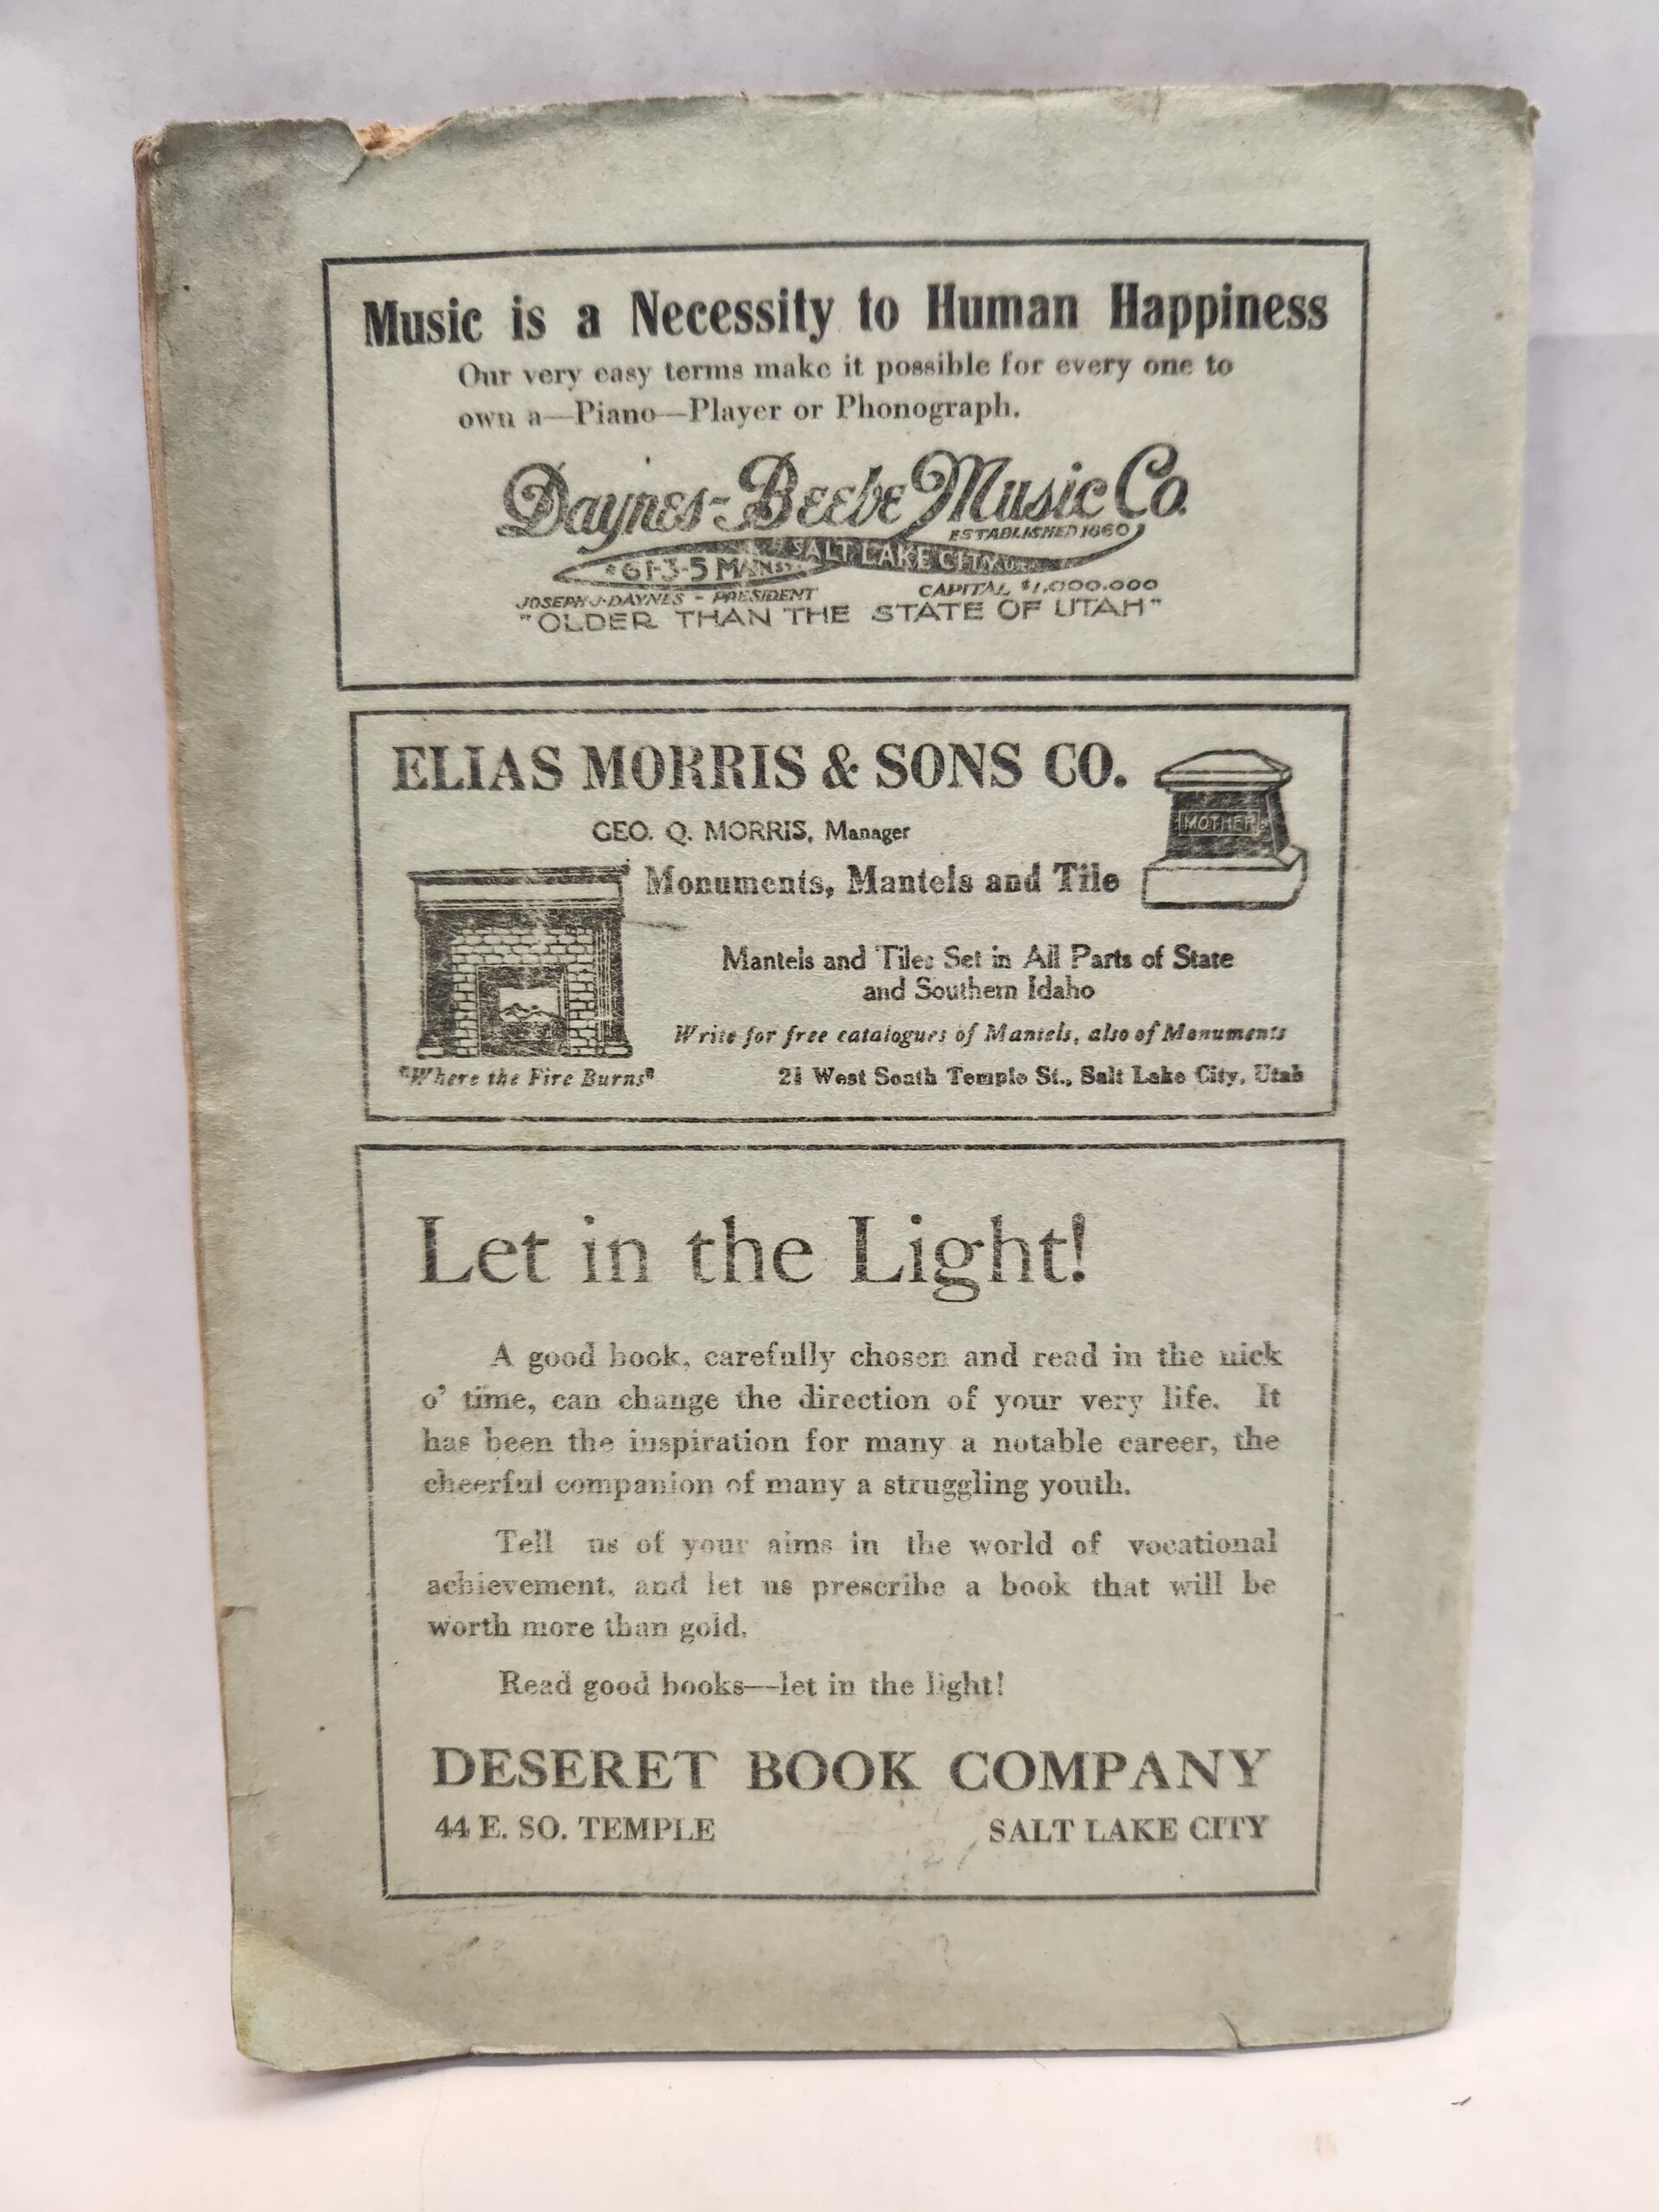 Music is a Necessity to Human Happiness
Our very easy terms make it possible for every one to
own a—Piano—Player or Phonograph.
Daynes-Beebe Music Co.
ESTABLISHED 1860
SALT LAKE CITY, U.
61-3-5 MAIN ST.
JOSEPH J. DAYNES - PRESIDENT
CAPITAL $1,000,000
"OLDER THAN THE STATE OF UTAH"
ELIAS MORRIS & SONS CO.
GEO. Q. MORRIS, Manager
MOTHER
Monuments, Mantels and Tile
Mantels and Tiles Set in All Parts of State
and Southern Idaho
Write for free catalogues of Mantels, also of Monuments
"Where the Fire Burns"
21 West South Temple St., Salt Lake City, Utah
Let in the Light!
A good book, carefully chosen and read in the nick
o' time, can change the direction of your very life. It
has been the inspiration for many a notable career, the
cheerful companion of many a struggling youth.
Tell us of your aims in the world of vocational
achievement, and let us prescribe a book that will be
worth more than gold.
Read good books—let in the light!
DESERET BOOK COMPANY
44 E. SO. TEMPLE
SALT LAKE CITY